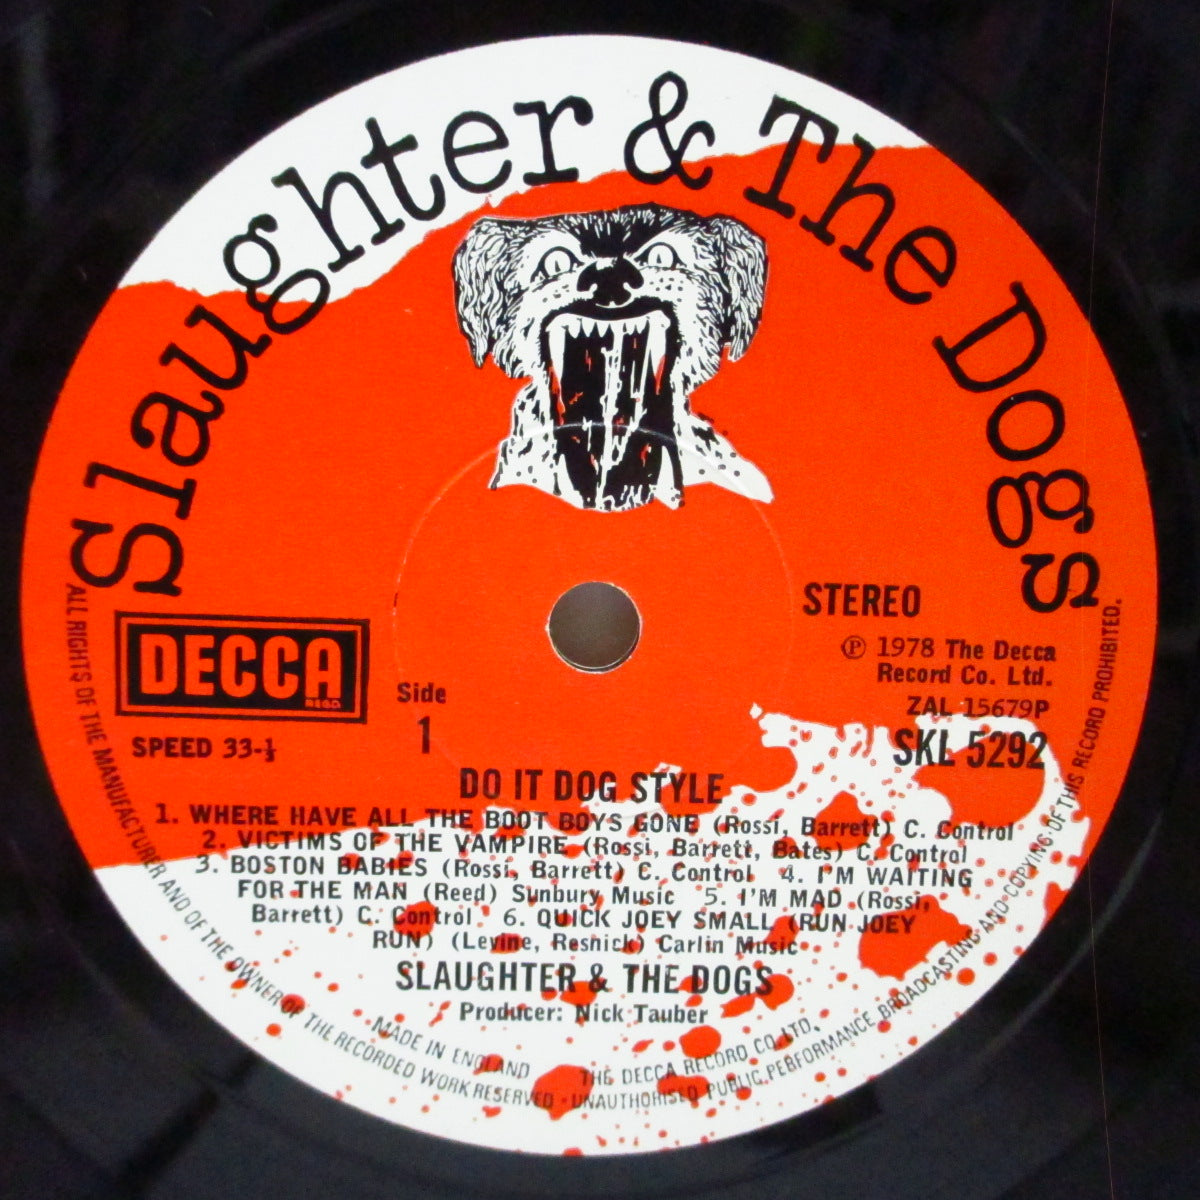 Slaughter & The Dogs
STEREO
℗ 1978 The Decca
Record Co. Ltd.
ZAL 15679P
SKL 5292
DECCA
REGD.
SPEED 33-⅓
Side
1
DO IT DOG STYLE
1. WHERE HAVE ALL THE BOOT BOYS GONE (Rossi, Barrett) C. Control
2. VICTIMS OF THE VAMPIRE (Rossi, Barrett, Bates) C. Control
3. BOSTON BABIES (Rossi, Barrett) C. Control 4. I'M WAITING
FOR THE MAN (Reed) Sunbury Music 5. I'M MAD (Rossi,
Barrett) C. Control 6. QUICK JOEY SMALL (RUN JOEY
RUN) (Levine, Resnick) Carlin Music
SLAUGHTER & THE DOGS
Producer: Nick Tauber
MADE IN ENGLAND THE DECCA RECORD CO. LTD.
ALL RIGHTS OF THE MANUFACTURER AND OF THE OWNER OF THE RECORDED WORK RESERVED · UNAUTHORISED PUBLIC PERFORMANCE BROADCASTING AND COPYING OF THIS RECORD PROHIBITED.